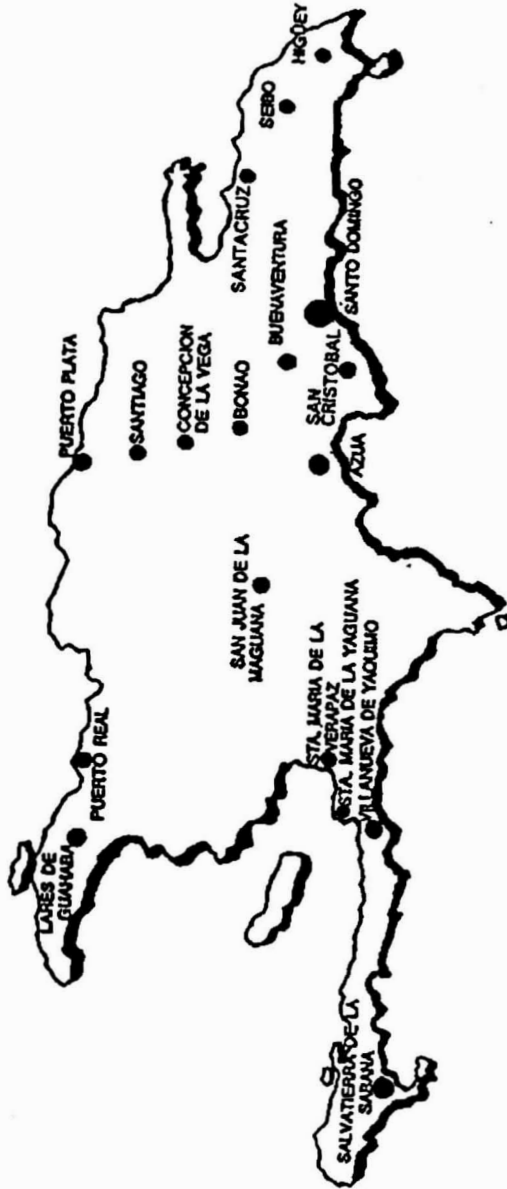 LARES DE
GUAHABA
PUERTO REAL
PUERTO PLATA
SANTIAGO
CONCEPCION
DE LA VEGA
BONAO
SANTACRUZ
SEIBO
HIGÜEY
BUENAVENTURA
SANTO DOMINGO
SAN
CRISTOBAL
AZUA
SAN JUAN DE LA
MAGUANA
STA. MARIA DE LA
VERAPAZ
STA. MARIA DE LA YAGUANA
VILLANUEVA DE YAQUIMO
SALVATIERRA DE LA
SABANA